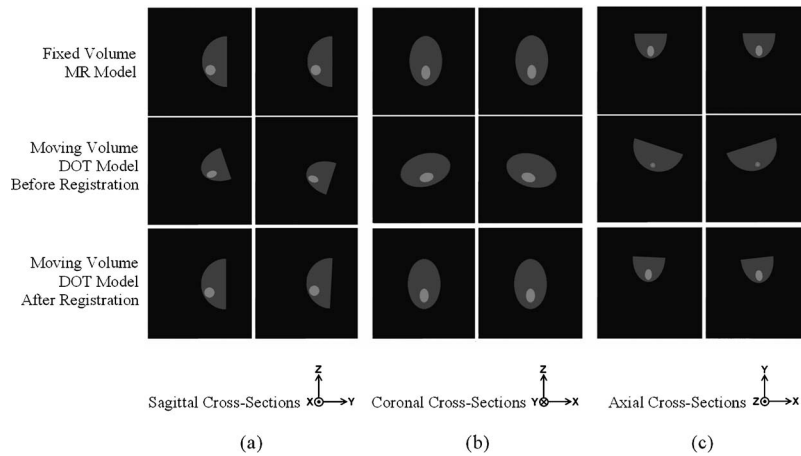 Fixed Volume
MR Model
Moving Volume
DOT Model
Before Registration
Moving Volume
DOT Model
After Registration
Z
X Y
Sagittal Cross-Sections
Z
Y X
Coronal Cross-Sections
Y
Z X
Axial Cross-Sections
(a) (b) (c)